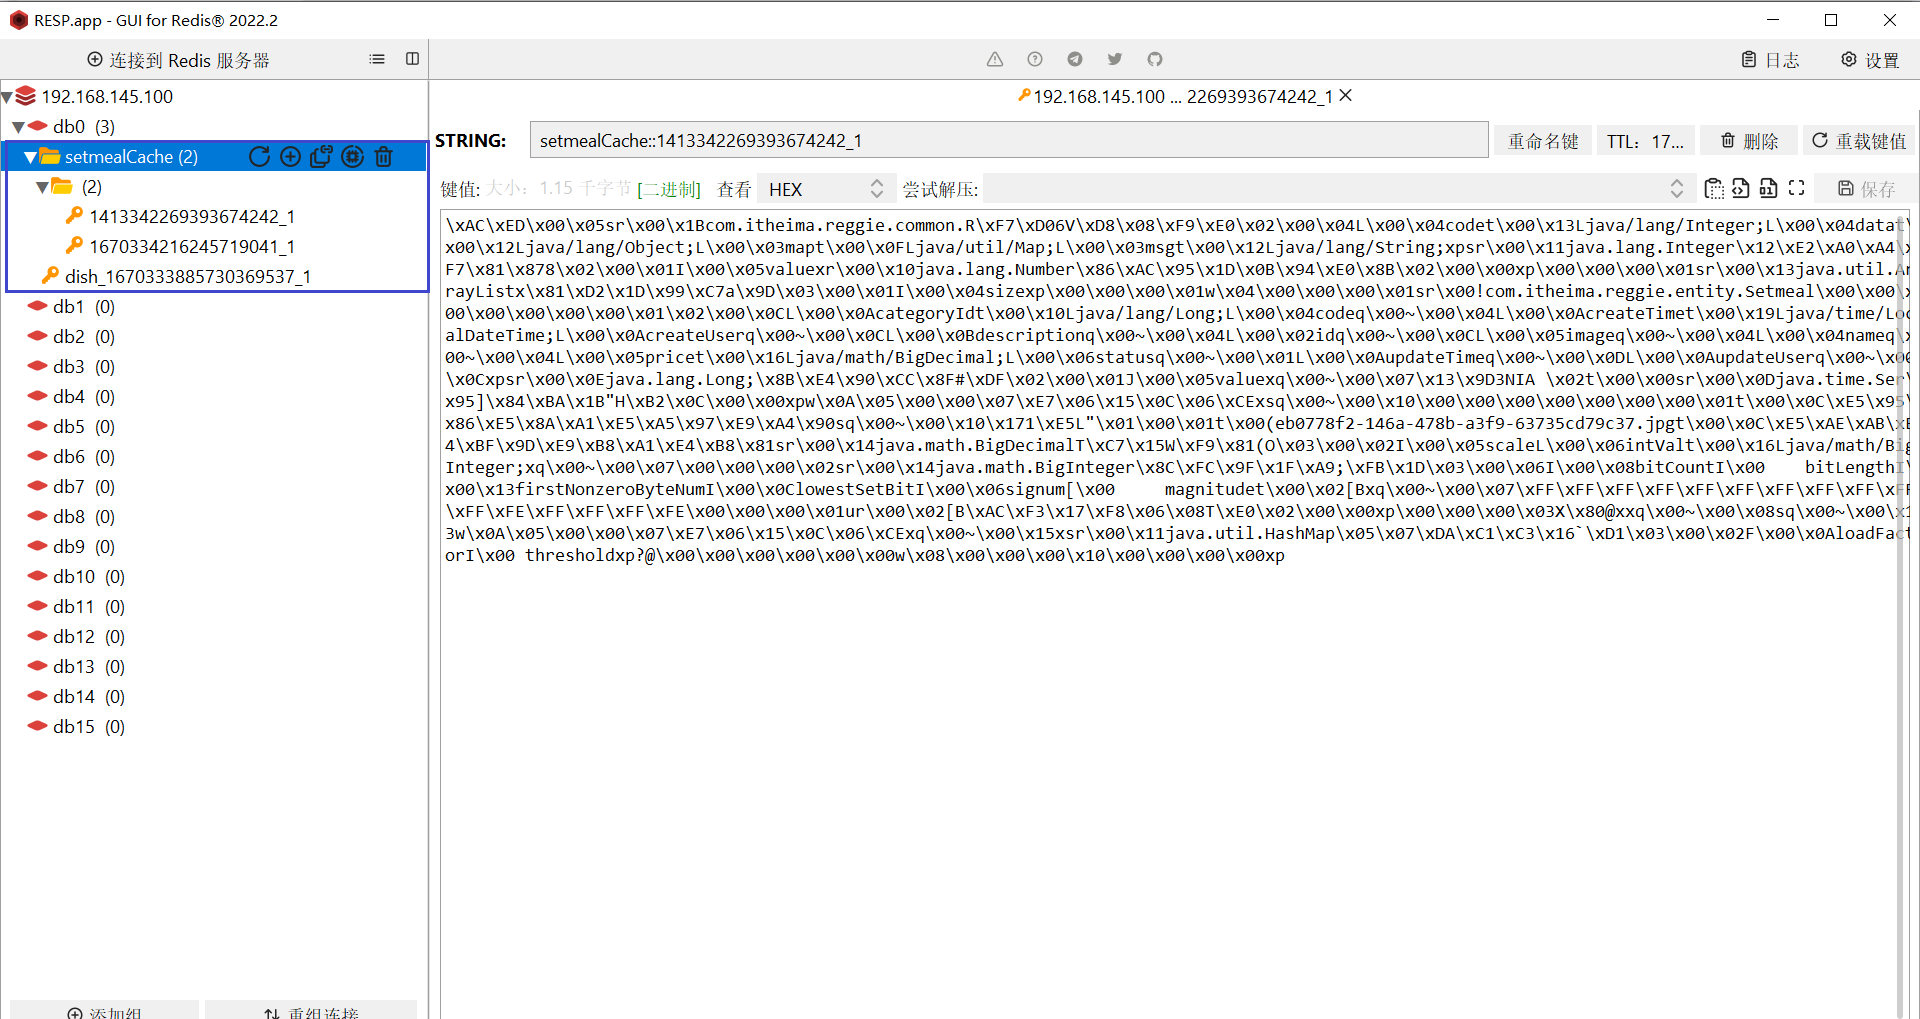 RESP.app - GUI for Redis® 2022.2
连接到 Redis 服务器
日志
设置
192.168.145.100
db0 (3)
setmealCache (2)
(2)
1413342269393674242_1
1670334216245719041_1
dish_1670333885730369537_1
db1 (0)
db2 (0)
db3 (0)
db4 (0)
db5 (0)
db6 (0)
db7 (0)
db8 (0)
db9 (0)
db10 (0)
db11 (0)
db12 (0)
db13 (0)
db14 (0)
db15 (0)
添加组
重组连接
192.168.145.100 ... 2269393674242_1
STRING: setmealCache::1413342269393674242_1 重命名键 TTL: 17... 删除 重载键值
键值: 大小: 1.15 千字节 [二进制] 查看 HEX 尝试解压: 保存
\xAC\xED\x00\x05sr\x00\x1Bcom.itheima.reggie.common.R\xF7\xD06V\xD8\x08\xF9\xE0\x02\x00\x04L\x00\x04codet\x00\x13Ljava/lang/Integer;L\x00\x04datat\
x00\x12Ljava/lang/Object;L\x00\x03mapt\x00\x0FLjava/util/Map;L\x00\x03msgt\x00\x12Ljava/lang/String;xpsr\x00\x11java.lang.Integer\x12\xE2\xA0\xA4\
F7\x81\x878\x02\x00\x01I\x00\x05valuexr\x00\x10java.lang.Number\x86\xAC\x95\x1D\x0B\x94\xE0\x8B\x02\x00\x00xp\x00\x00\x00\x01sr\x00\x13java.util.Ar
rayListx\x81\xD2\x1D\x99\xC7a\x9D\x03\x00\x01I\x00\x04sizexp\x00\x00\x00\x01w\x04\x00\x00\x00\x01sr\x00!com.itheima.reggie.entity.Setmeal\x00\x00\x
00\x00\x00\x00\x00\x01\x02\x00\x0CL\x00\x0AcategoryIdt\x00\x10Ljava/lang/Long;L\x00\x04codeq\x00~\x00\x04L\x00\x0AcreateTimet\x00\x19Ljava/time/Loc
alDateTime;L\x00\x0AcreateUserq\x00~\x00\x0CL\x00\x0Bdescriptionq\x00~\x00\x04L\x00\x02idq\x00~\x00\x0CL\x00\x05imageq\x00~\x00\x04L\x00\x04nameq\x
00~\x00\x04L\x00\x05pricet\x00\x16Ljava/math/BigDecimal;L\x00\x06statusq\x00~\x00\x01L\x00\x0AupdateTimeq\x00~\x00\x0DL\x00\x0AupdateUserq\x00~\x00
\x0Cxpsr\x00\x0Ejava.lang.Long;\x8B\xE4\x90\xCC\x8F#\xDF\x02\x00\x01J\x00\x05valuexq\x00~\x00\x07\x13\x9D3NIA \x02t\x00\x00sr\x00\x0Djava.time.Ser\
x95]\x84\xBA\x1B"H\xB2\x0C\x00\x00xpw\x0A\x05\x00\x00\x07\xE7\x06\x15\x0C\x06\xCExsq\x00~\x00\x10\x00\x00\x00\x00\x00\x00\x00\x01t\x00\x0C\xE5\x95\
x86\xE5\x8A\xA1\xE5\xA5\x97\xE9\xA4\x90sq\x00~\x00\x10\x171\xE5L"\x01\x00\x01t\x00(eb0778f2-146a-478b-a3f9-63735cd79c37.jpgt\x00\x0C\xE5\xAE\xAB\xE
4\xBF\x9D\xE9\xB8\xA1\xE4\xB8\x81sr\x00\x14java.math.BigDecimalT\xC7\x15W\xF9\x81(O\x03\x00\x02I\x00\x05scaleL\x00\x06intValt\x00\x16Ljava/math/Big
Integer;xq\x00~\x00\x07\x00\x00\x00\x02sr\x00\x14java.math.BigInteger\x8C\xFC\x9F\x1F\xA9;\xFB\x1D\x03\x00\x06I\x00\x08bitCountI\x00 bitLengthI\
x00\x13firstNonzeroByteNumI\x00\x0ClowestSetBitI\x00\x06signum[\x00 magnitudet\x00\x02[Bxq\x00~\x00\x07\xFF\xFF\xFF\xFF\xFF\xFF\xFF\xFF\xFF\xFF
\xFF\xFE\xFF\xFF\xFF\xFE\x00\x00\x00\x01ur\x00\x02[B\xAC\xF3\x17\xF8\x06\x08T\xE0\x02\x00\x00xp\x00\x00\x00\x03X\x80@xxq\x00~\x00\x08sq\x00~\x00\x1
3w\x0A\x05\x00\x00\x07\xE7\x06\x15\x0C\x06\xCExq\x00~\x00\x15xsr\x00\x11java.util.HashMap\x05\x07\xDA\xC1\xC3\x16`\xD1\x03\x00\x02F\x00\x0AloadFact
orI\x00 thresholdxp?@\x00\x00\x00\x00\x00\x00w\x08\x00\x00\x00\x10\x00\x00\x00\x00xp